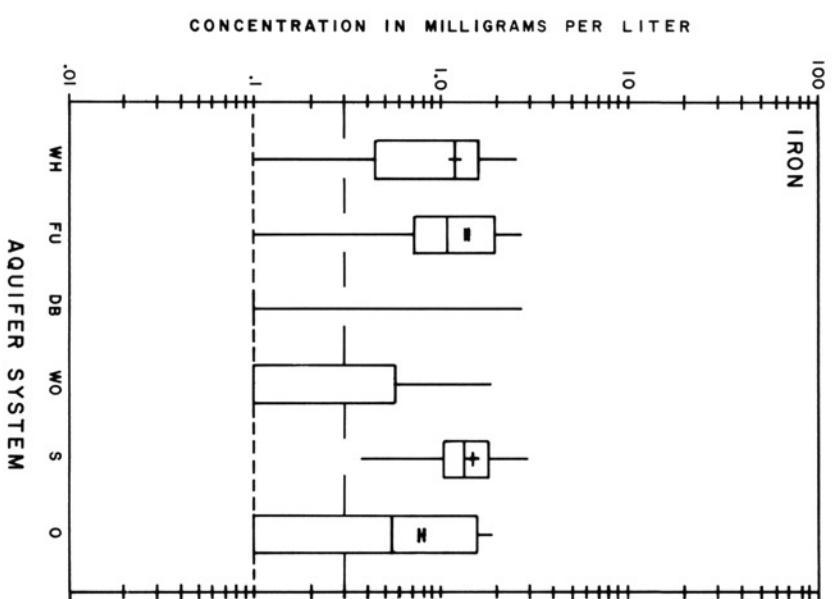 CONCENTRATION IN MILLIGRAMS PER LITER
IRON
100
10
1.0
.1
.01
WH FU DB WO S O
AQUIFER SYSTEM